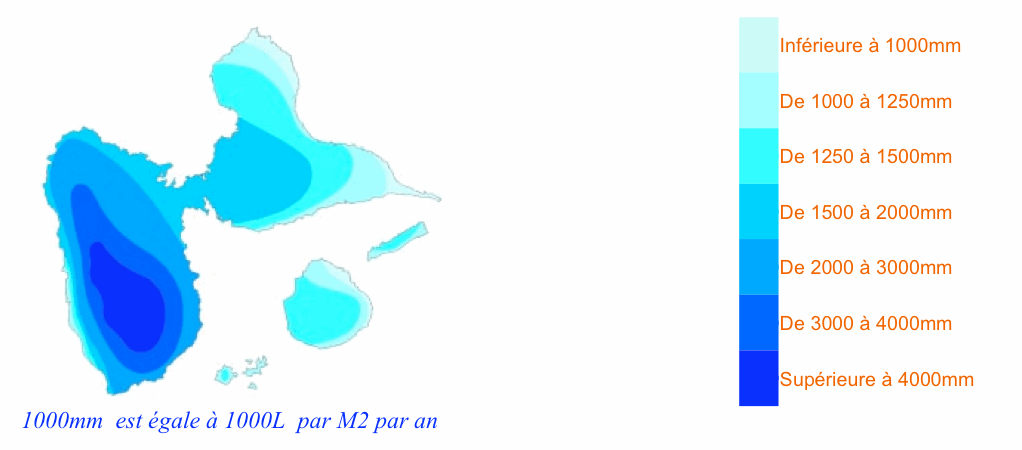 Inférieure à 1000mm
De 1000 à 1250mm
De 1250 à 1500mm
De 1500 à 2000mm
De 2000 à 3000mm
De 3000 à 4000mm
Supérieure à 4000mm
1000mm est égale à 1000L par M2 par an